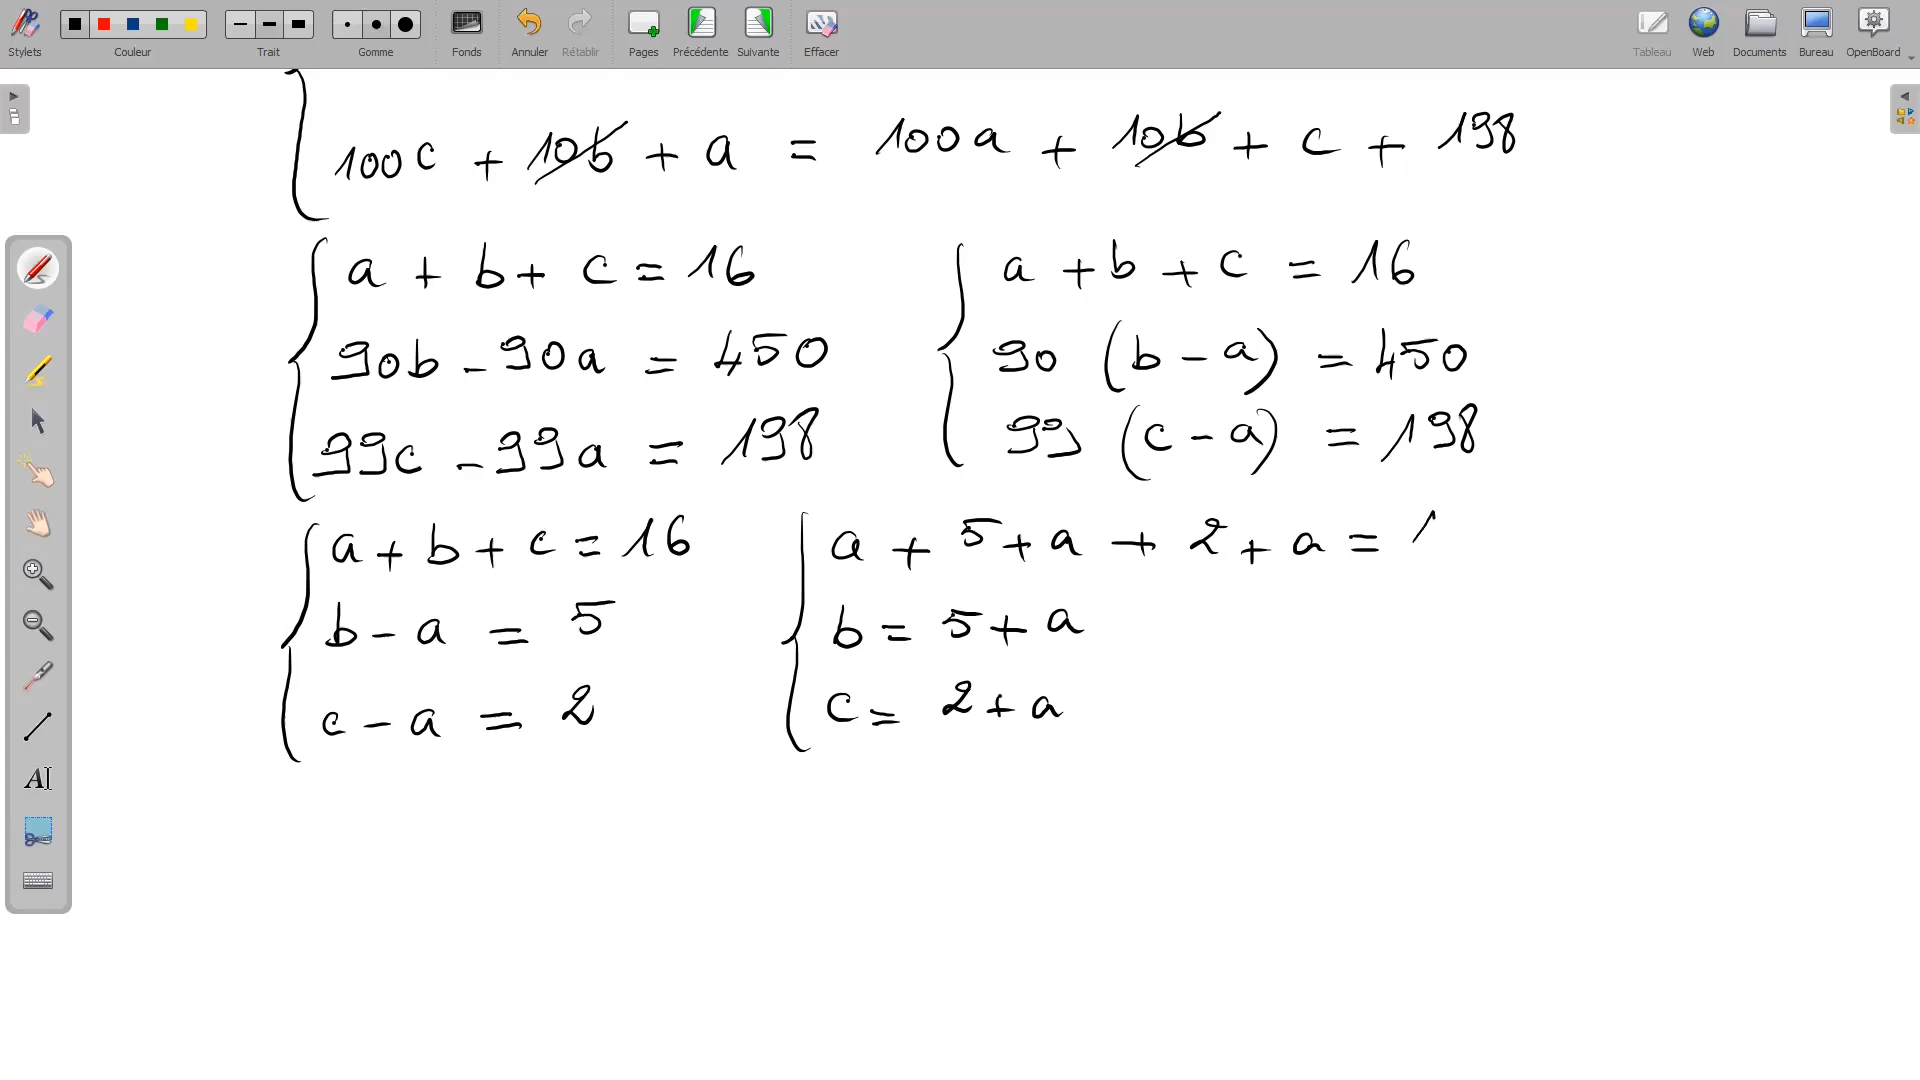 Stylets Couleur Trait Gomme Fonds Annuler Rétablir Pages Précédente Suivante Effacer Tableau Web Documents Bureau OpenBoard
100c + 10b + a = 100a + 10b + c + 198
a + b + c = 16
90b - 90a = 450
99c - 99a = 198
a + b + c = 16
90 (b - a) = 450
99 (c - a) = 198
a + b + c = 16
b - a = 5
c - a = 2
a + 5 + a + 2 + a =
b = 5 + a
c = 2 + a